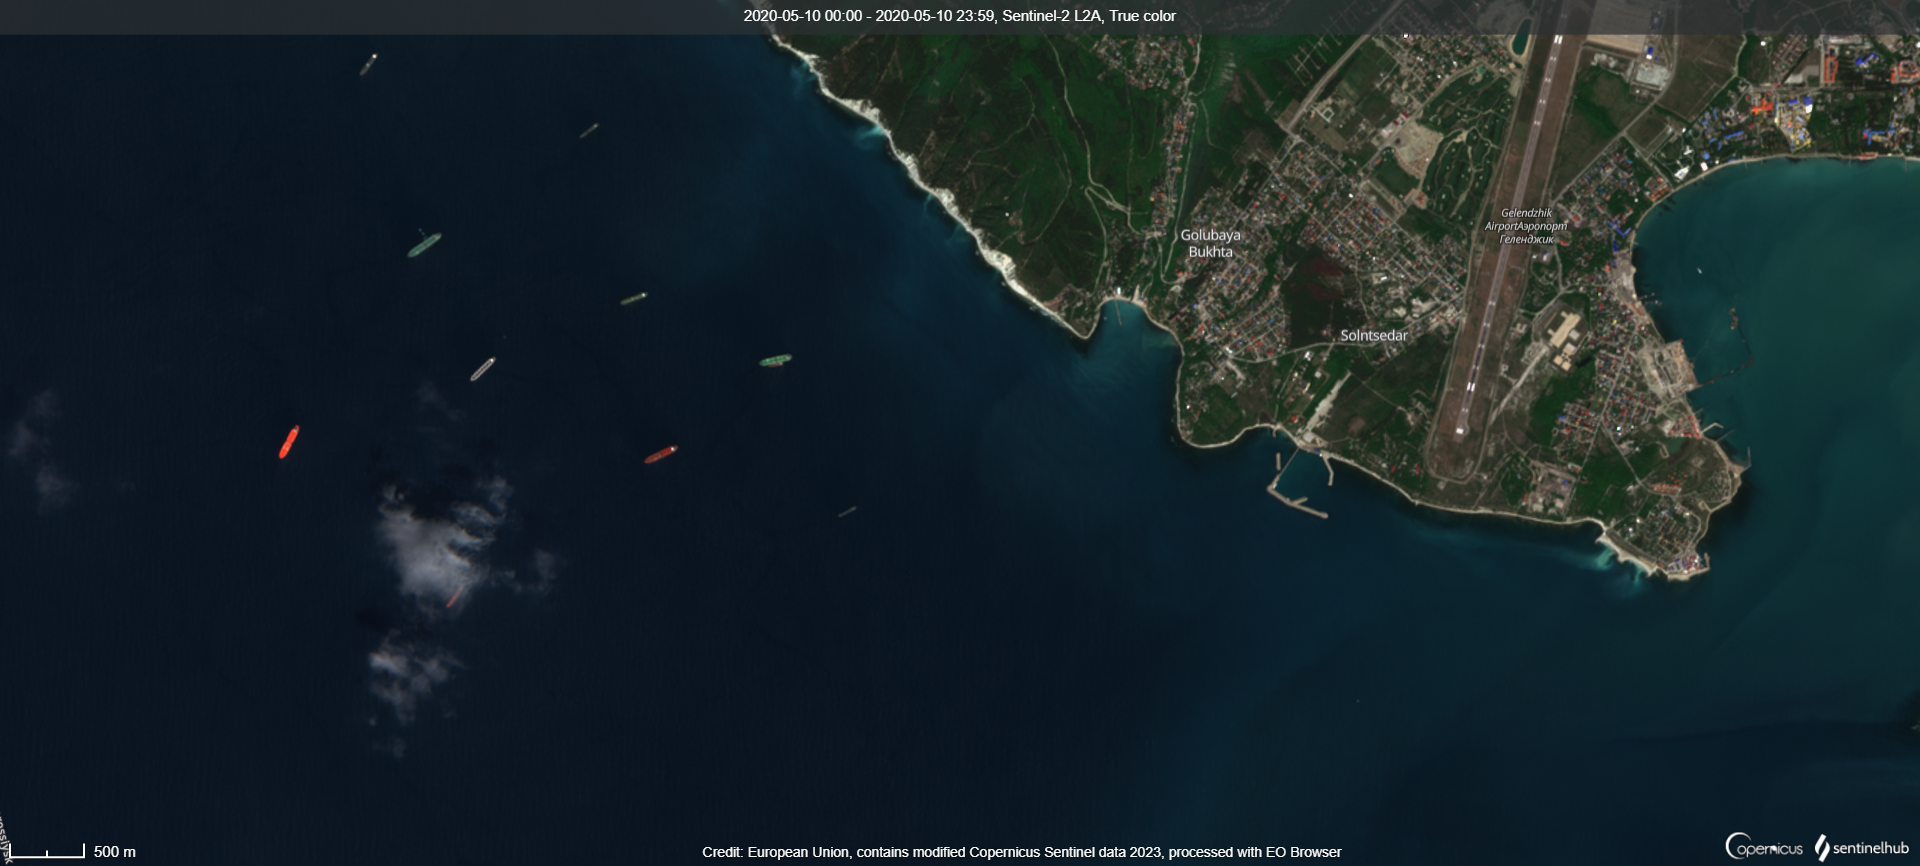 2020-05-10 00:00 - 2020-05-10 23:59, Sentinel-2 L2A, True color
Gelendzhik
AirportАэропорт
Геленджик
Golubaya
Bukhta
Solntsedar
500 m
Credit: European Union, contains modified Copernicus Sentinel data 2023, processed with EO Browser
Copernicus
sentinelhub